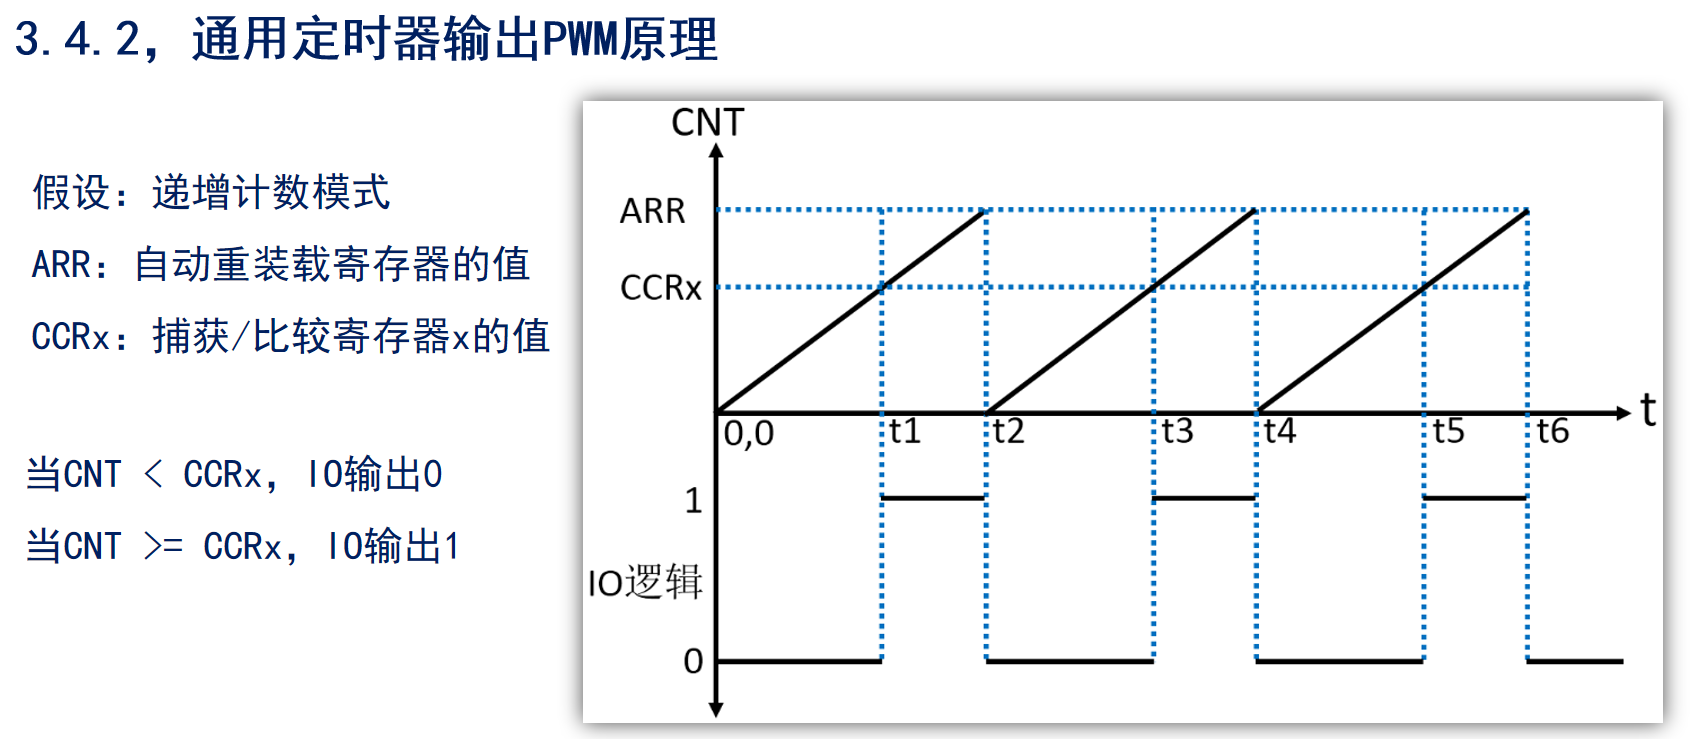 3.4.2，通用定时器输出PWM原理
假设：递增计数模式
ARR：自动重装载寄存器的值
CCRx：捕获/比较寄存器x的值
当CNT < CCRx，IO输出0
当CNT >= CCRx，IO输出1
CNT
ARR
CCRx
t
0,0 t1 t2 t3 t4 t5 t6
1
IO逻辑
0